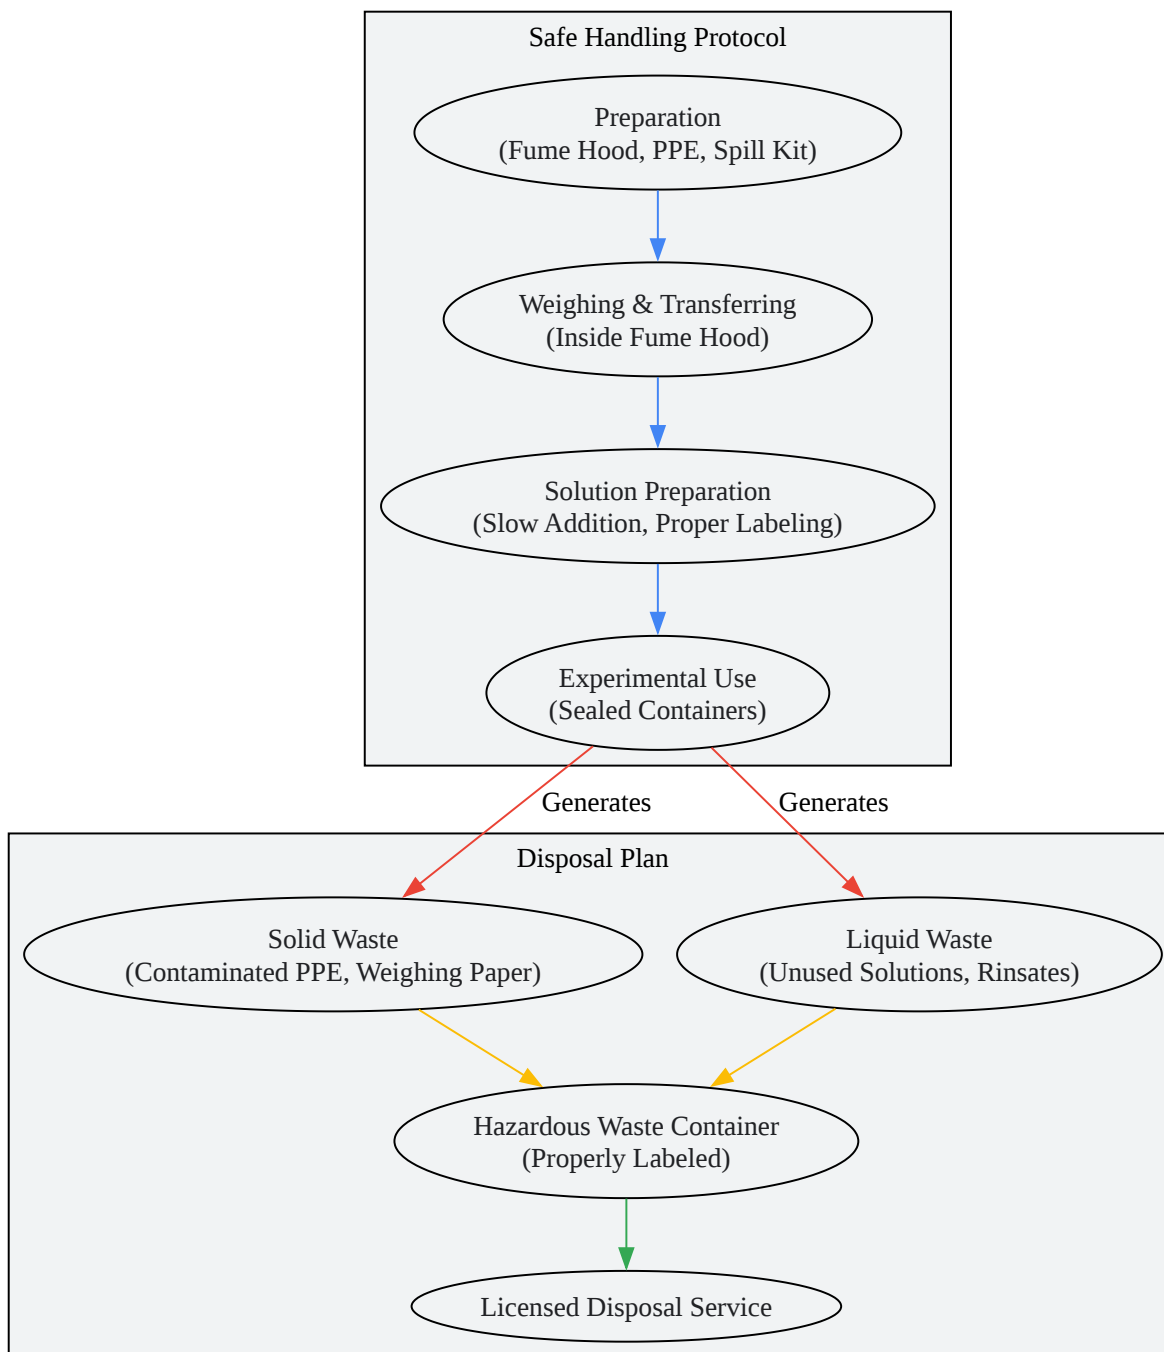 Safe Handling Protocol
Preparation
(Fume Hood, PPE, Spill Kit)
Weighing & Transferring
(Inside Fume Hood)
Solution Preparation
(Slow Addition, Proper Labeling)
Experimental Use
(Sealed Containers)
Generates
Generates
Disposal Plan
Solid Waste
(Contaminated PPE, Weighing Paper)
Liquid Waste
(Unused Solutions, Rinsates)
Hazardous Waste Container
(Properly Labeled)
Licensed Disposal Service